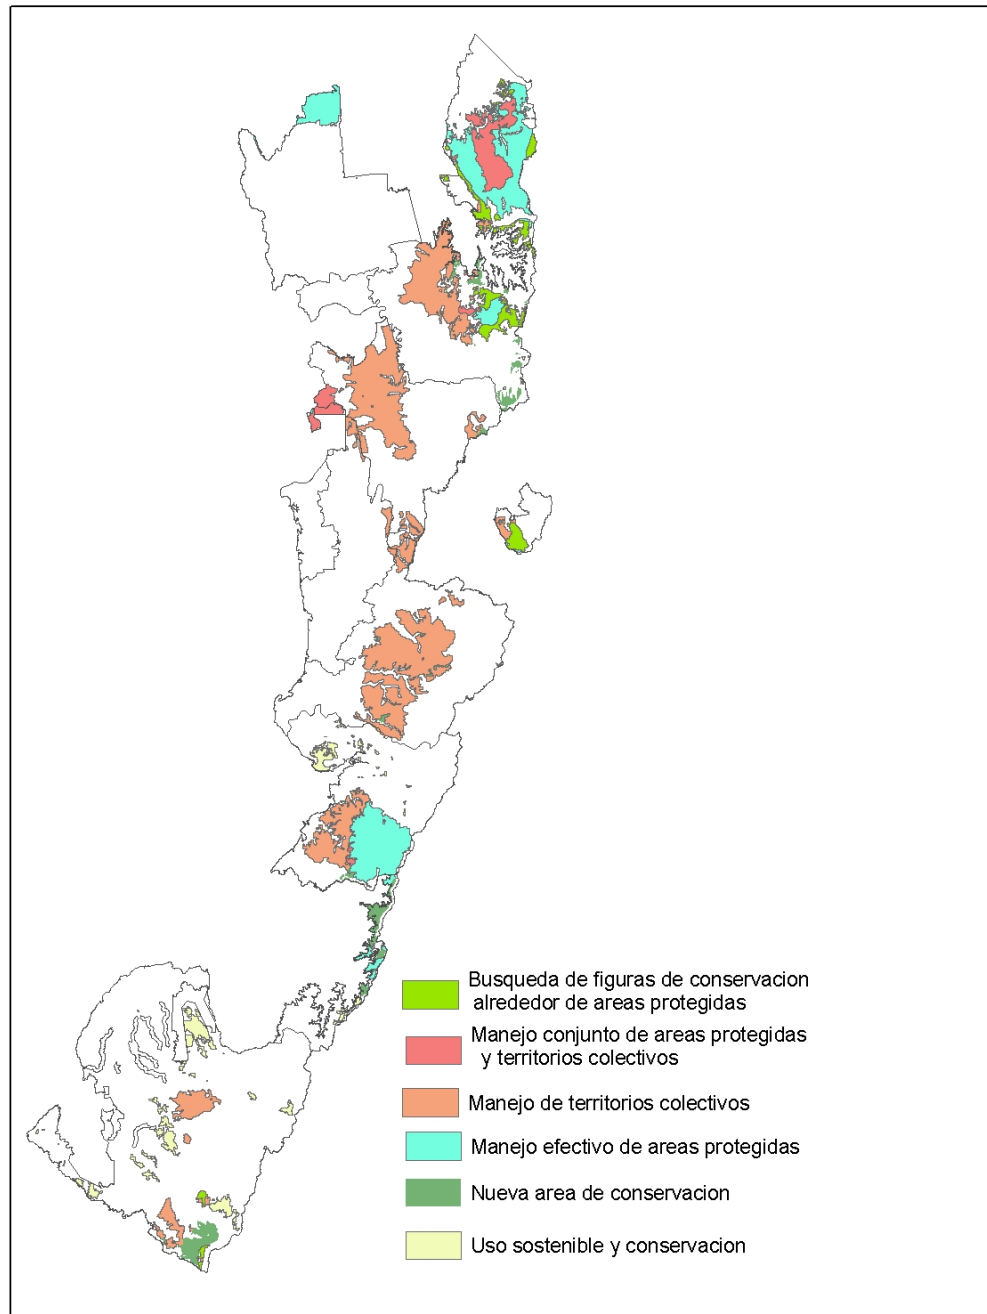 Busqueda de figuras de conservacion
alrededor de areas protegidas
Manejo conjunto de areas protegidas
y territorios colectivos
Manejo de territorios colectivos
Manejo efectivo de areas protegidas
Nueva area de conservacion
Uso sostenible y conservacion